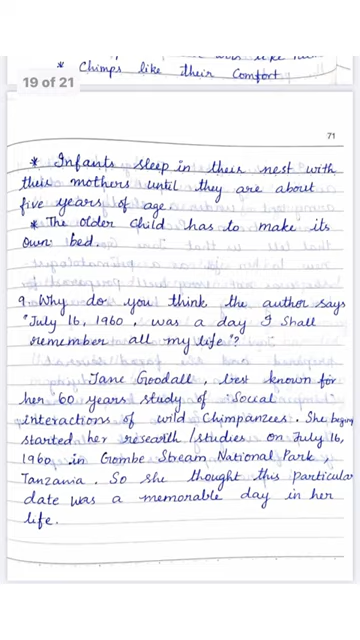 * Chimps like their Comfort
19 of 21
71
* Infants sleep in their nest with
their mothers until they are about
five years of age.
* The older child has to make its
own bed.
9. Why do you think the author says
"July 16, 1960, was a day I Shall
remember all my life"?
Jane Goodall, best known for
her 60 years study of Social
interactions of wild Chimpanzees. She begins
started her research/studies on July 16,
1960 in Gombe Stream National Park,
Tanzania. So she thought this particular
date was a memorable day in her
life.